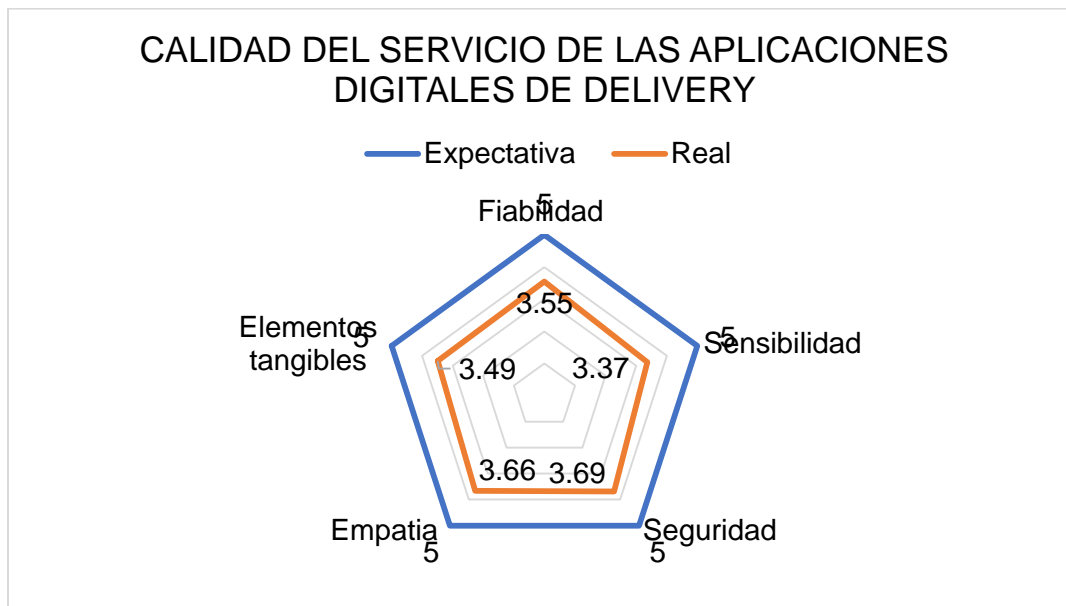 CALIDAD DEL SERVICIO DE LAS APLICACIONES
DIGITALES DE DELIVERY
Expectativa
Real
5
Fiabilidad
3.55
5
Sensibilidad
3.37
Elementos
tangibles
5
3.49
3.66
3.69
Empatia
5
Seguridad
5